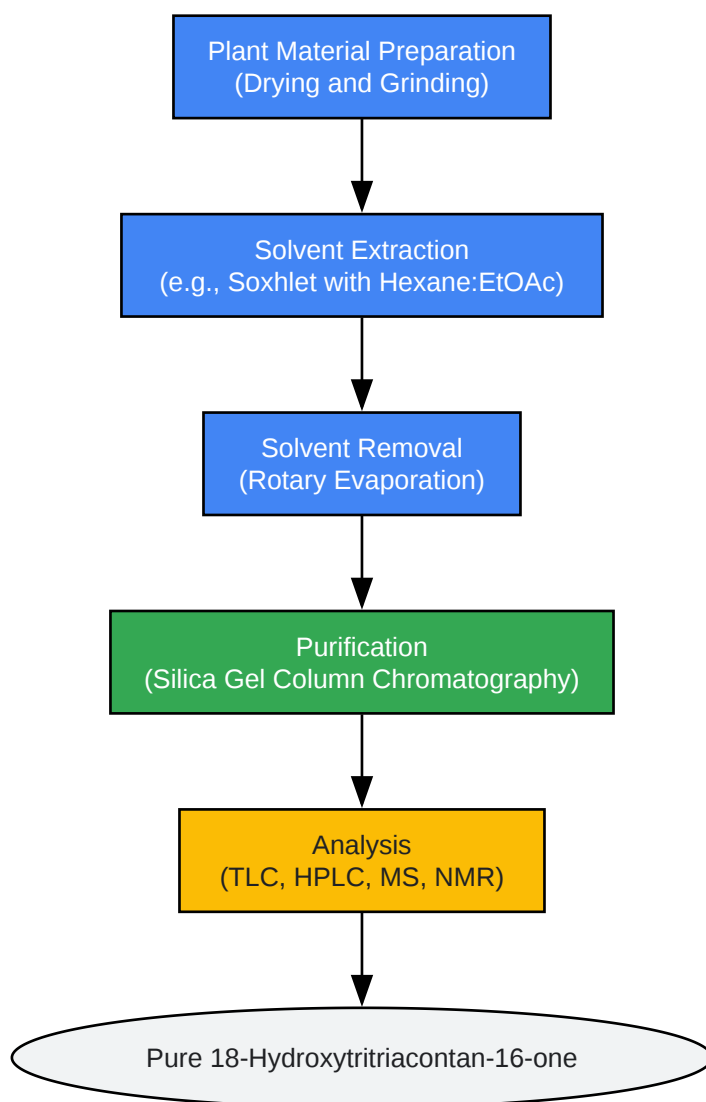 Plant Material Preparation
(Drying and Grinding)
Solvent Extraction
(e.g., Soxhlet with Hexane:EtOAc)
Solvent Removal
(Rotary Evaporation)
Purification
(Silica Gel Column Chromatography)
Analysis
(TLC, HPLC, MS, NMR)
Pure 18-Hydroxytritriacontan-16-one